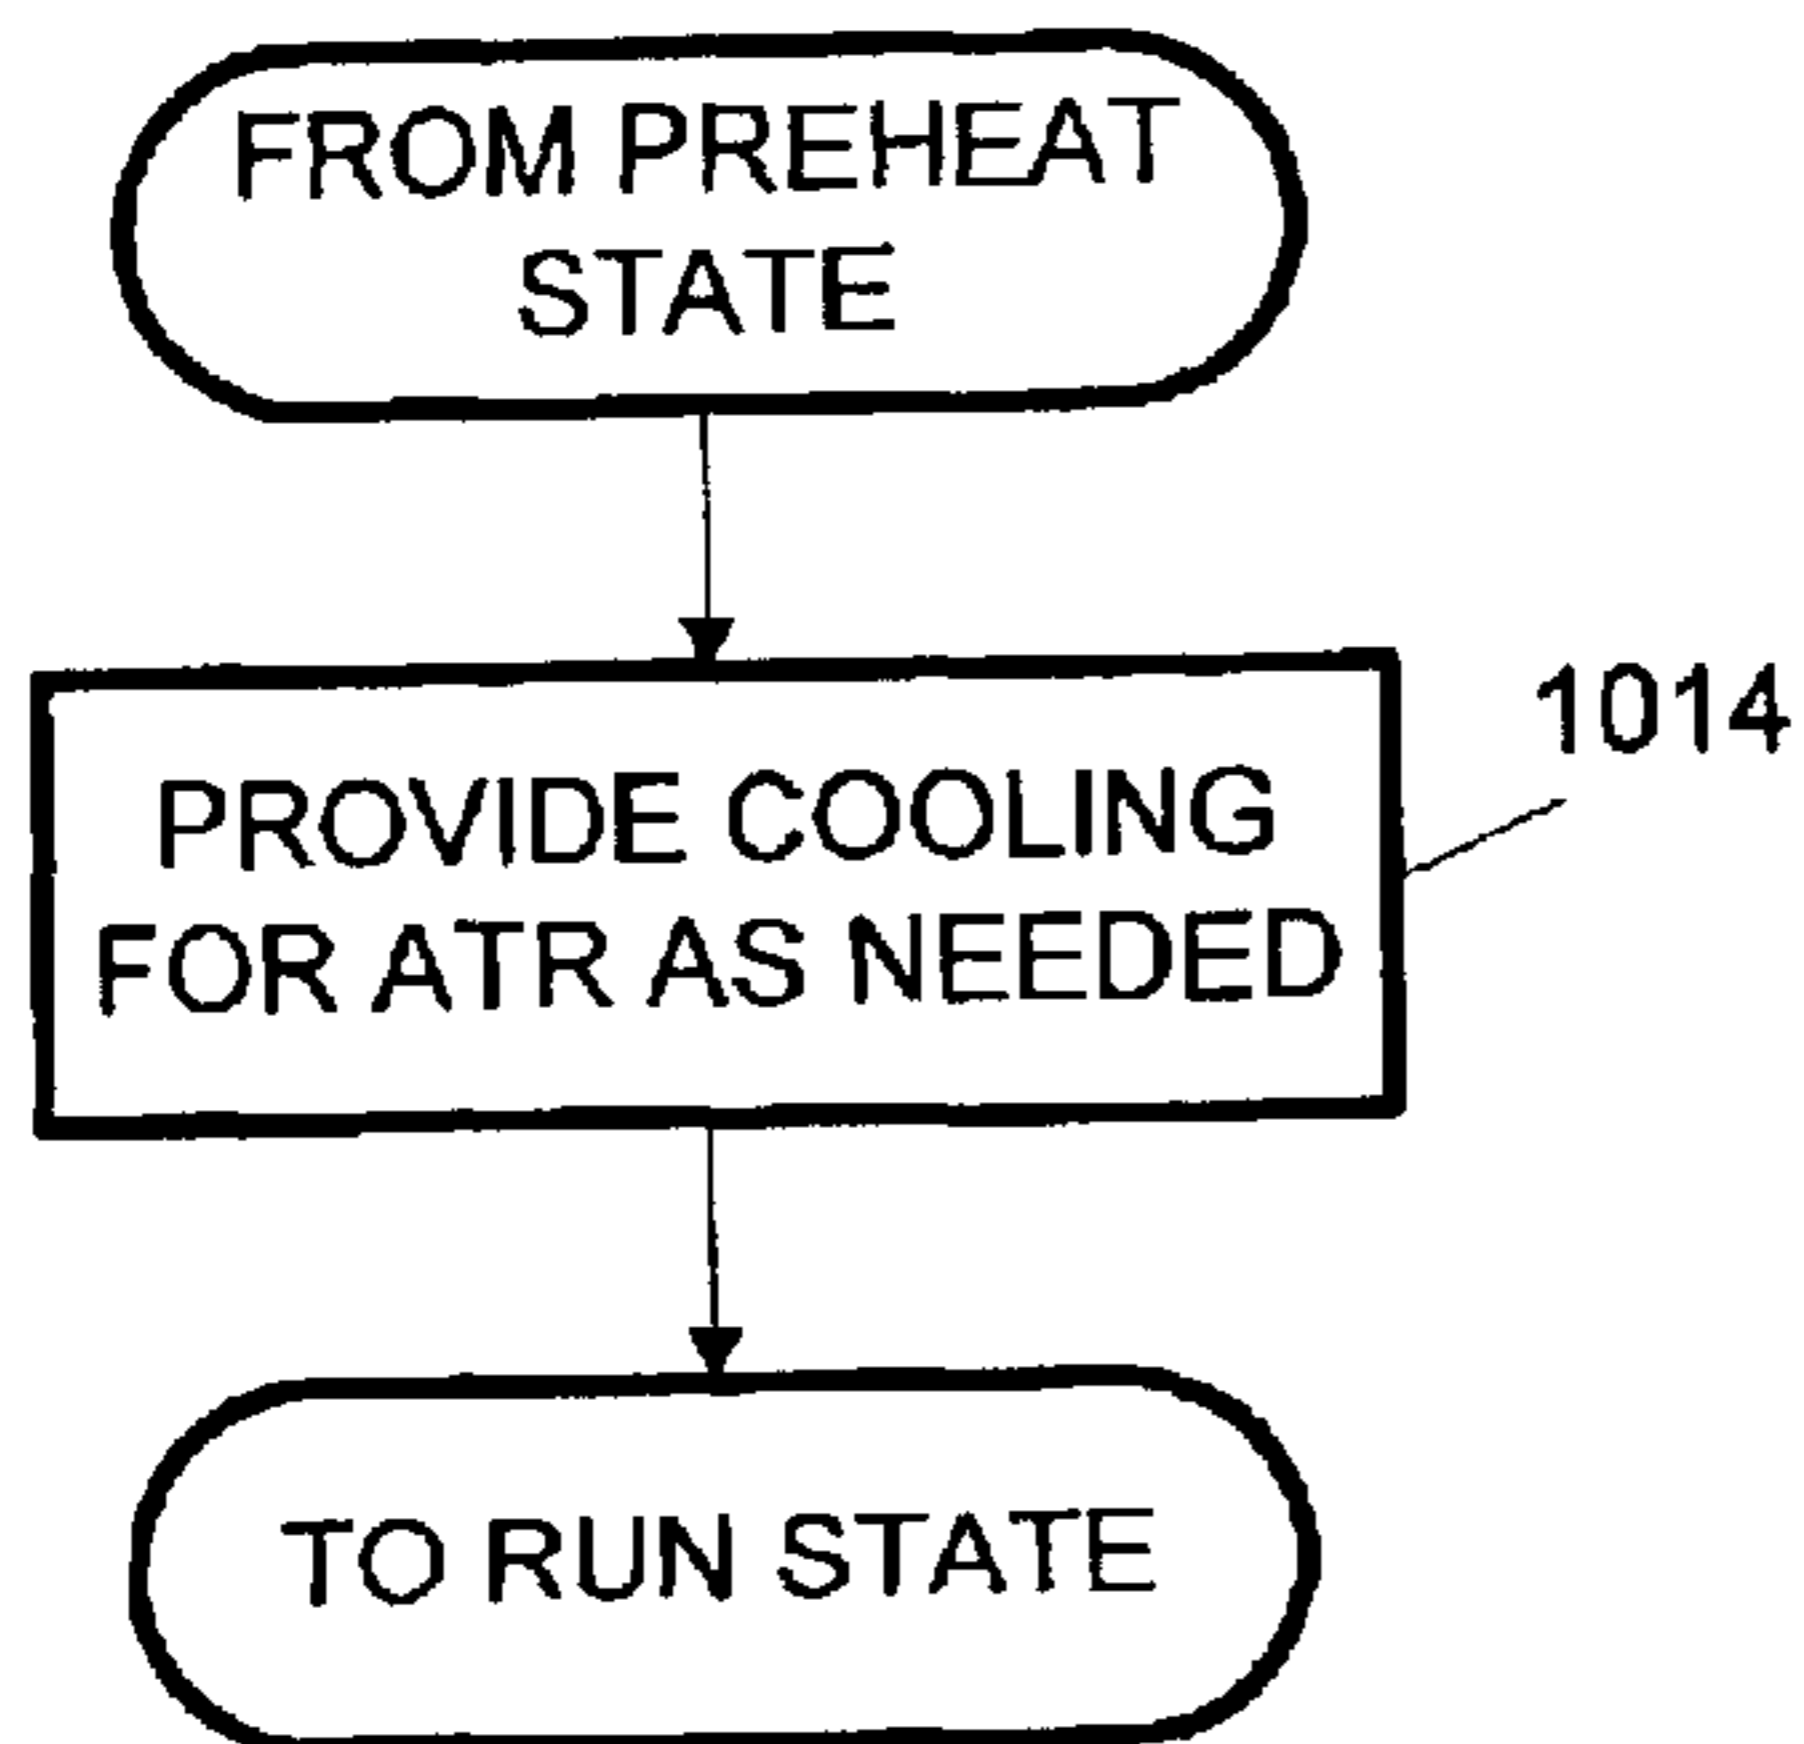 FROM PREHEAT
STATE
1014
PROVIDE COOLING
FOR ATR AS NEEDED
TO RUN STATE